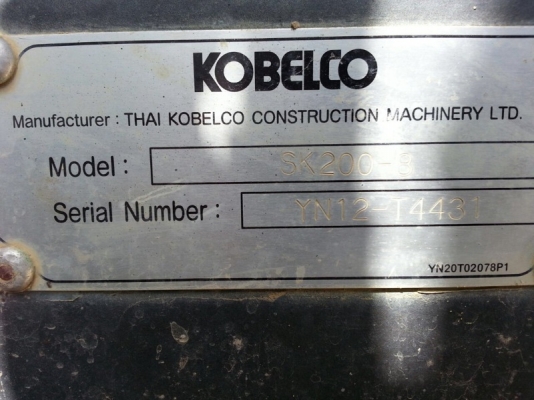 KOBELCO
Manufacturer : THAI KOBELCO CONSTRUCTION MACHINERY LTD.
Model : SK200-8
Serial Number : YN12-T4431
YN20T02078P1